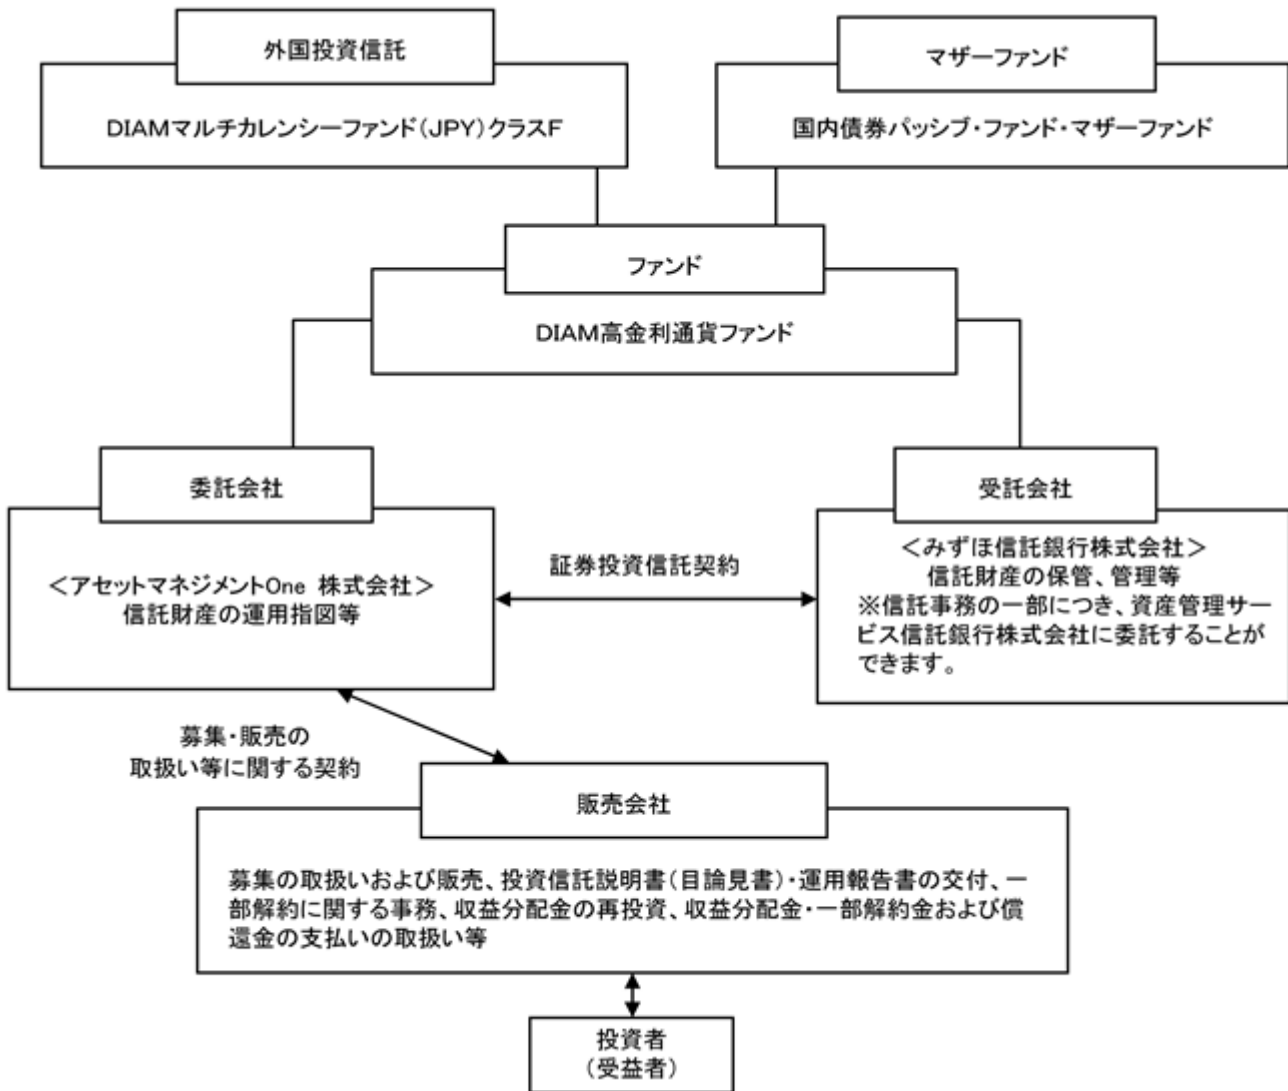 外国投資信託
マザーファンド
DIAMマルチカレンシーファンド(JPY)クラスF
国内債券パッシブ・ファンド・マザーファンド
ファンド
DIAM高金利通貨ファンド
委託会社
受託会社
<アセットマネジメントOne 株式会社>
信託財産の運用指図等
証券投資信託契約
<みずほ信託銀行株式会社>
信託財産の保管、管理等
※信託事務の一部につき、資産管理サー
ビス信託銀行株式会社に委託することが
できます。
募集・販売の
取扱い等に関する契約
販売会社
募集の取扱いおよび販売、投資信託説明書(目論見書)・運用報告書の交付、一
部解約に関する事務、収益分配金の再投資、収益分配金・一部解約金および償
還金の支払いの取扱い等
投資者
(受益者)